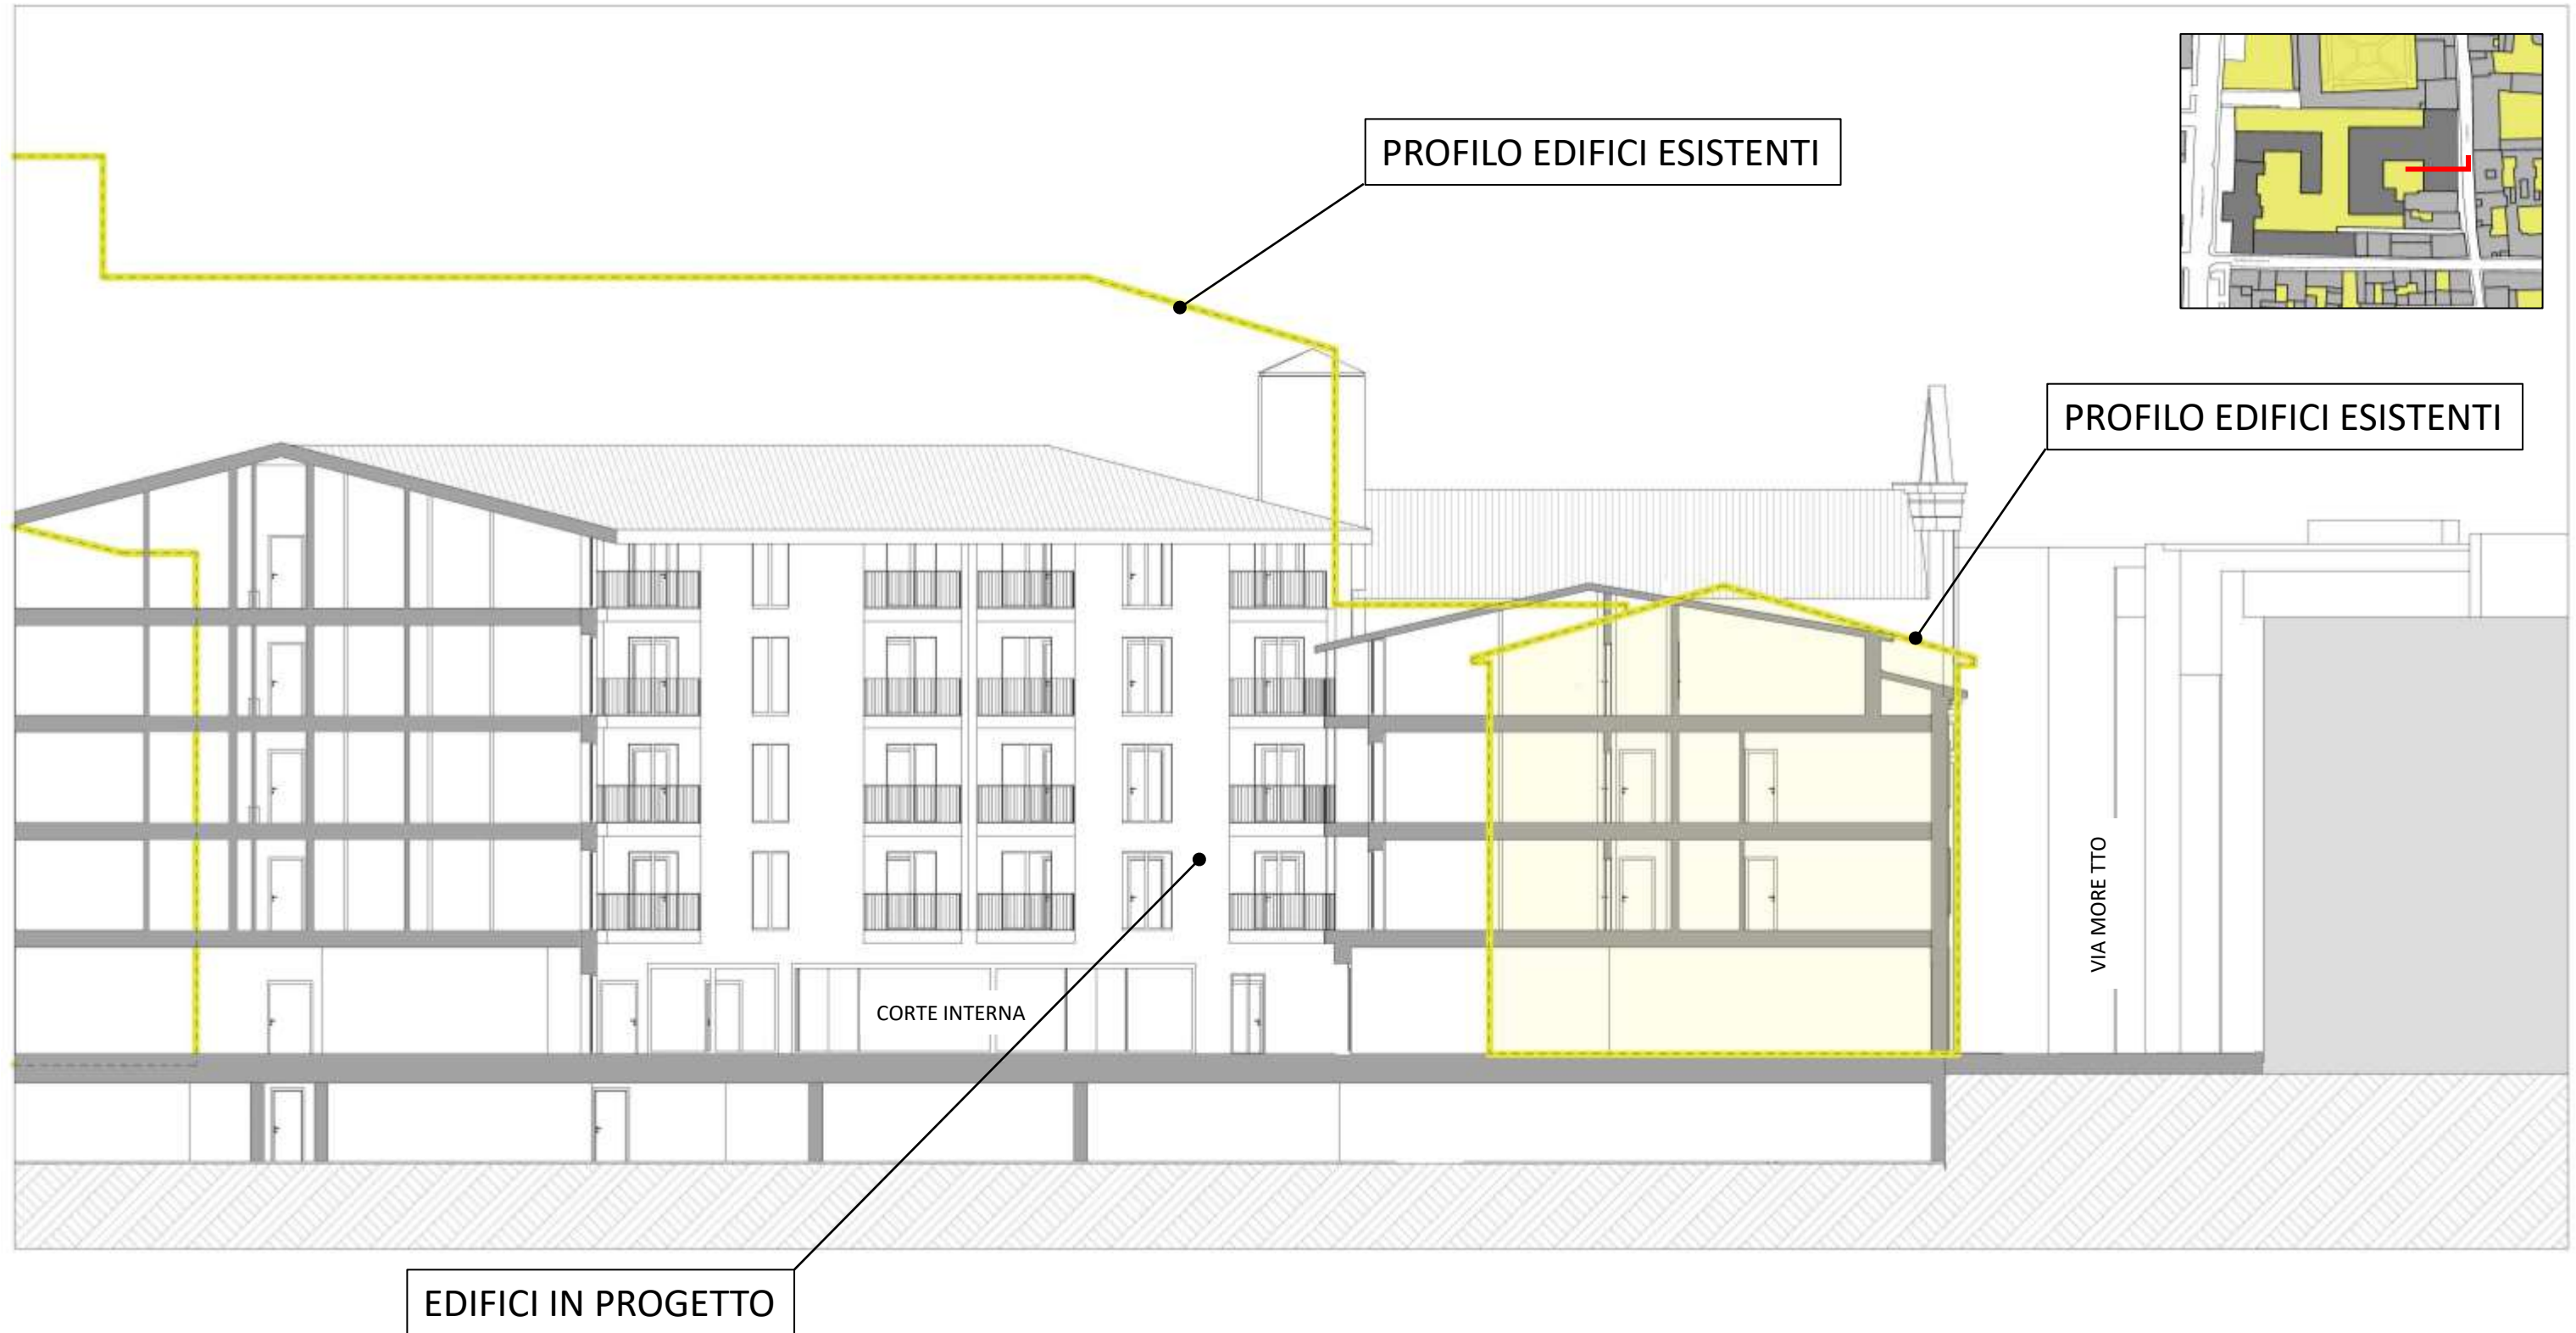 PROFILO EDIFICI ESISTENTI
PROFILO EDIFICI ESISTENTI
VIA MORE TTO
CORTE INTERNA
EDIFICI IN PROGETTO